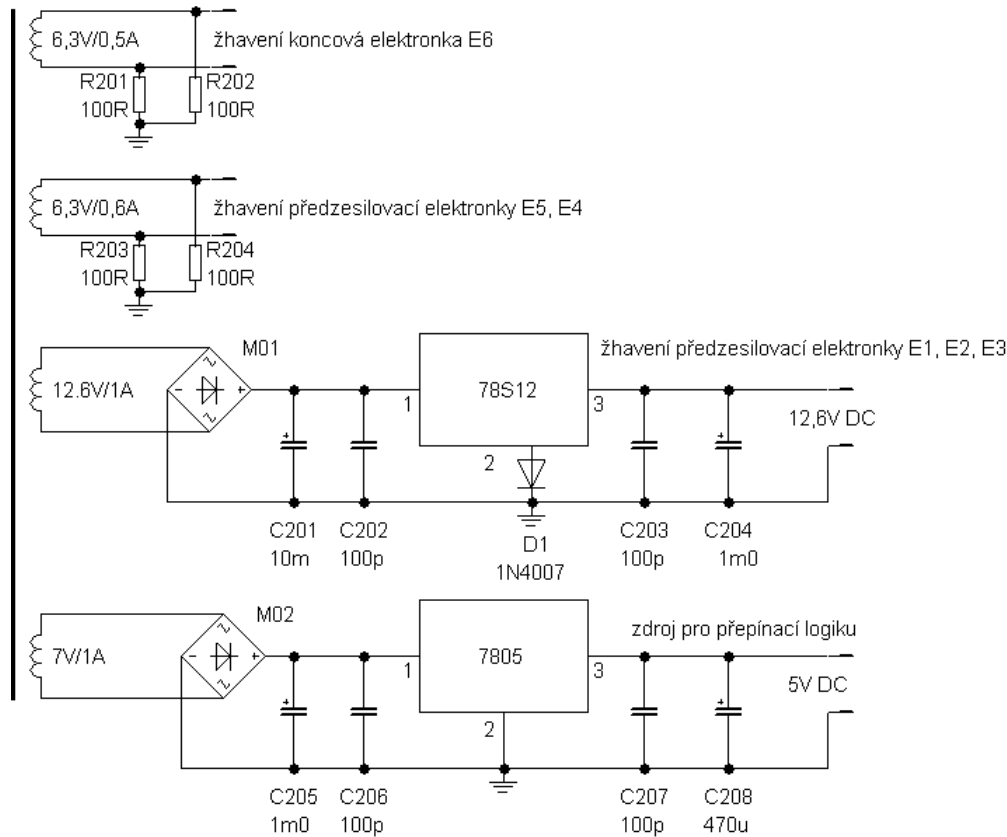 6,3V/0,5A
žhavení koncová elektronka E6
R201
100R
R202
100R
6,3V/0,6A
žhavení předzesilovací elektronky E5, E4
R203
100R
R204
100R
M01
12.6V/1A
- +
1
78S12
3
2
žhavení předzesilovací elektronky E1, E2, E3
12,6V DC
C201
10m
C202
100p
D1
1N4007
C203
100p
C204
1m0
M02
7V/1A
- +
1
7805
3
2
zdroj pro přepínací logiku
5V DC
C205
1m0
C206
100p
C207
100p
C208
470u